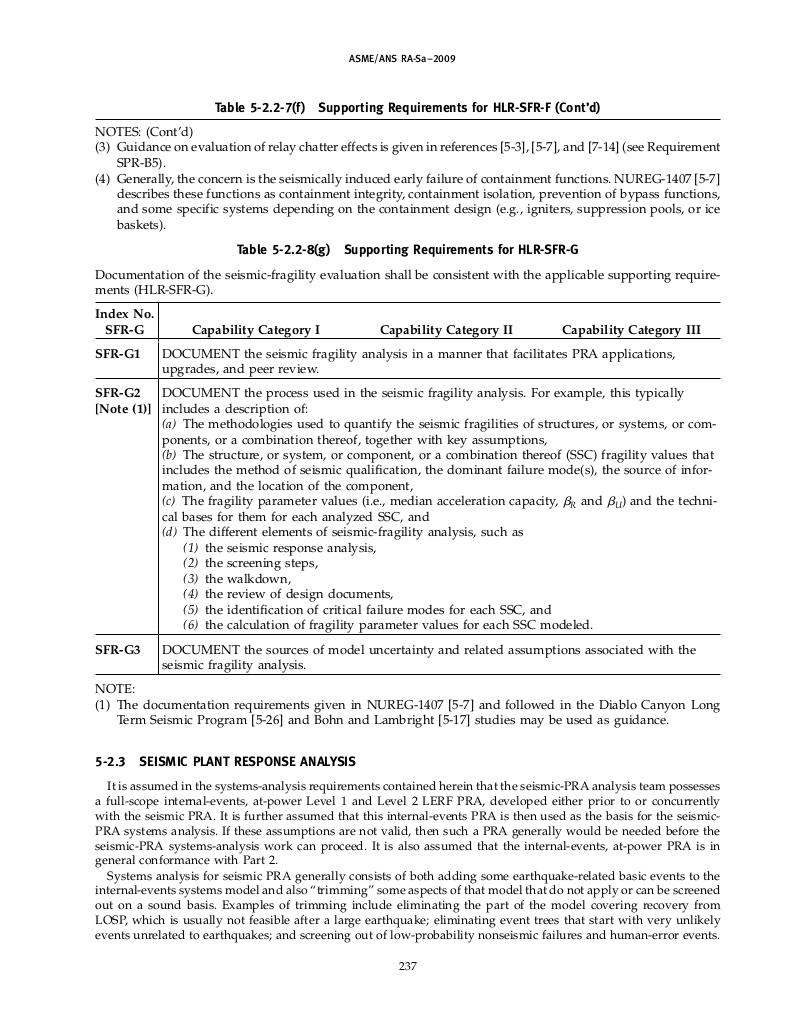 ASME/ANS RA-Sa–2009
Table 5-2.2-7(f) Supporting Requirements for HLR-SFR-F (Cont’d)
NOTES: (Cont’d)
(3) Guidance on evaluation of relay chatter effects is given in references [5-3], [5-7], and [7-14] (see Requirement
SPR-B5).
(4) Generally, the concern is the seismically induced early failure of containment functions. NUREG-1407 [5-7]
describes these functions as containment integrity, containment isolation, prevention of bypass functions,
and some specific systems depending on the containment design (e.g., igniters, suppression pools, or ice
baskets).
Table 5-2.2-8(g) Supporting Requirements for HLR-SFR-G
Documentation of the seismic-fragility evaluation shall be consistent with the applicable supporting require-
ments (HLR-SFR-G).
Index No.
SFR-G Capability Category I Capability Category II Capability Category III
SFR-G1 DOCUMENT the seismic fragility analysis in a manner that facilitates PRA applications,
upgrades, and peer review.
SFR-G2 DOCUMENT the process used in the seismic fragility analysis. For example, this typically
[Note (1)] includes a description of:
(a) The methodologies used to quantify the seismic fragilities of structures, or systems, or com-
ponents, or a combination thereof, together with key assumptions,
(b) The structure, or system, or component, or a combination thereof (SSC) fragility values that
includes the method of seismic qualification, the dominant failure mode(s), the source of infor-
mation, and the location of the component,
(c) The fragility parameter values (i.e., median acceleration capacity, βR and βU) and the techni-
cal bases for them for each analyzed SSC, and
(d) The different elements of seismic-fragility analysis, such as
(1) the seismic response analysis,
(2) the screening steps,
(3) the walkdown,
(4) the review of design documents,
(5) the identification of critical failure modes for each SSC, and
(6) the calculation of fragility parameter values for each SSC modeled.
SFR-G3 DOCUMENT the sources of model uncertainty and related assumptions associated with the
seismic fragility analysis.
NOTE:
(1) The documentation requirements given in NUREG-1407 [5-7] and followed in the Diablo Canyon Long
Term Seismic Program [5-26] and Bohn and Lambright [5-17] studies may be used as guidance.
5-2.3 SEISMIC PLANT RESPONSE ANALYSIS
It is assumed in the systems-analysis requirements contained herein that the seismic-PRA analysis team possesses
a full-scope internal-events, at-power Level 1 and Level 2 LERF PRA, developed either prior to or concurrently
with the seismic PRA. It is further assumed that this internal-events PRA is then used as the basis for the seismic-
PRA systems analysis. If these assumptions are not valid, then such a PRA generally would be needed before the
seismic-PRA systems-analysis work can proceed. It is also assumed that the internal-events, at-power PRA is in
general conformance with Part 2.
Systems analysis for seismic PRA generally consists of both adding some earthquake-related basic events to the
internal-events systems model and also “trimming” some aspects of that model that do not apply or can be screened
out on a sound basis. Examples of trimming include eliminating the part of the model covering recovery from
LOSP, which is usually not feasible after a large earthquake; eliminating event trees that start with very unlikely
events unrelated to earthquakes; and screening out of low-probability nonseismic failures and human-error events.
237